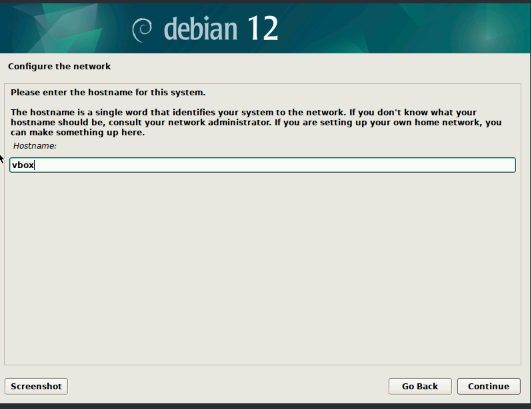 debian 12
Configure the network
Please enter the hostname for this system.
The hostname is a single word that identifies your system to the network. If you don't know what your
hostname should be, consult your network administrator. If you are setting up your own home network, you
can make something up here.
Hostname:
vbox
Screenshot
Go Back
Continue